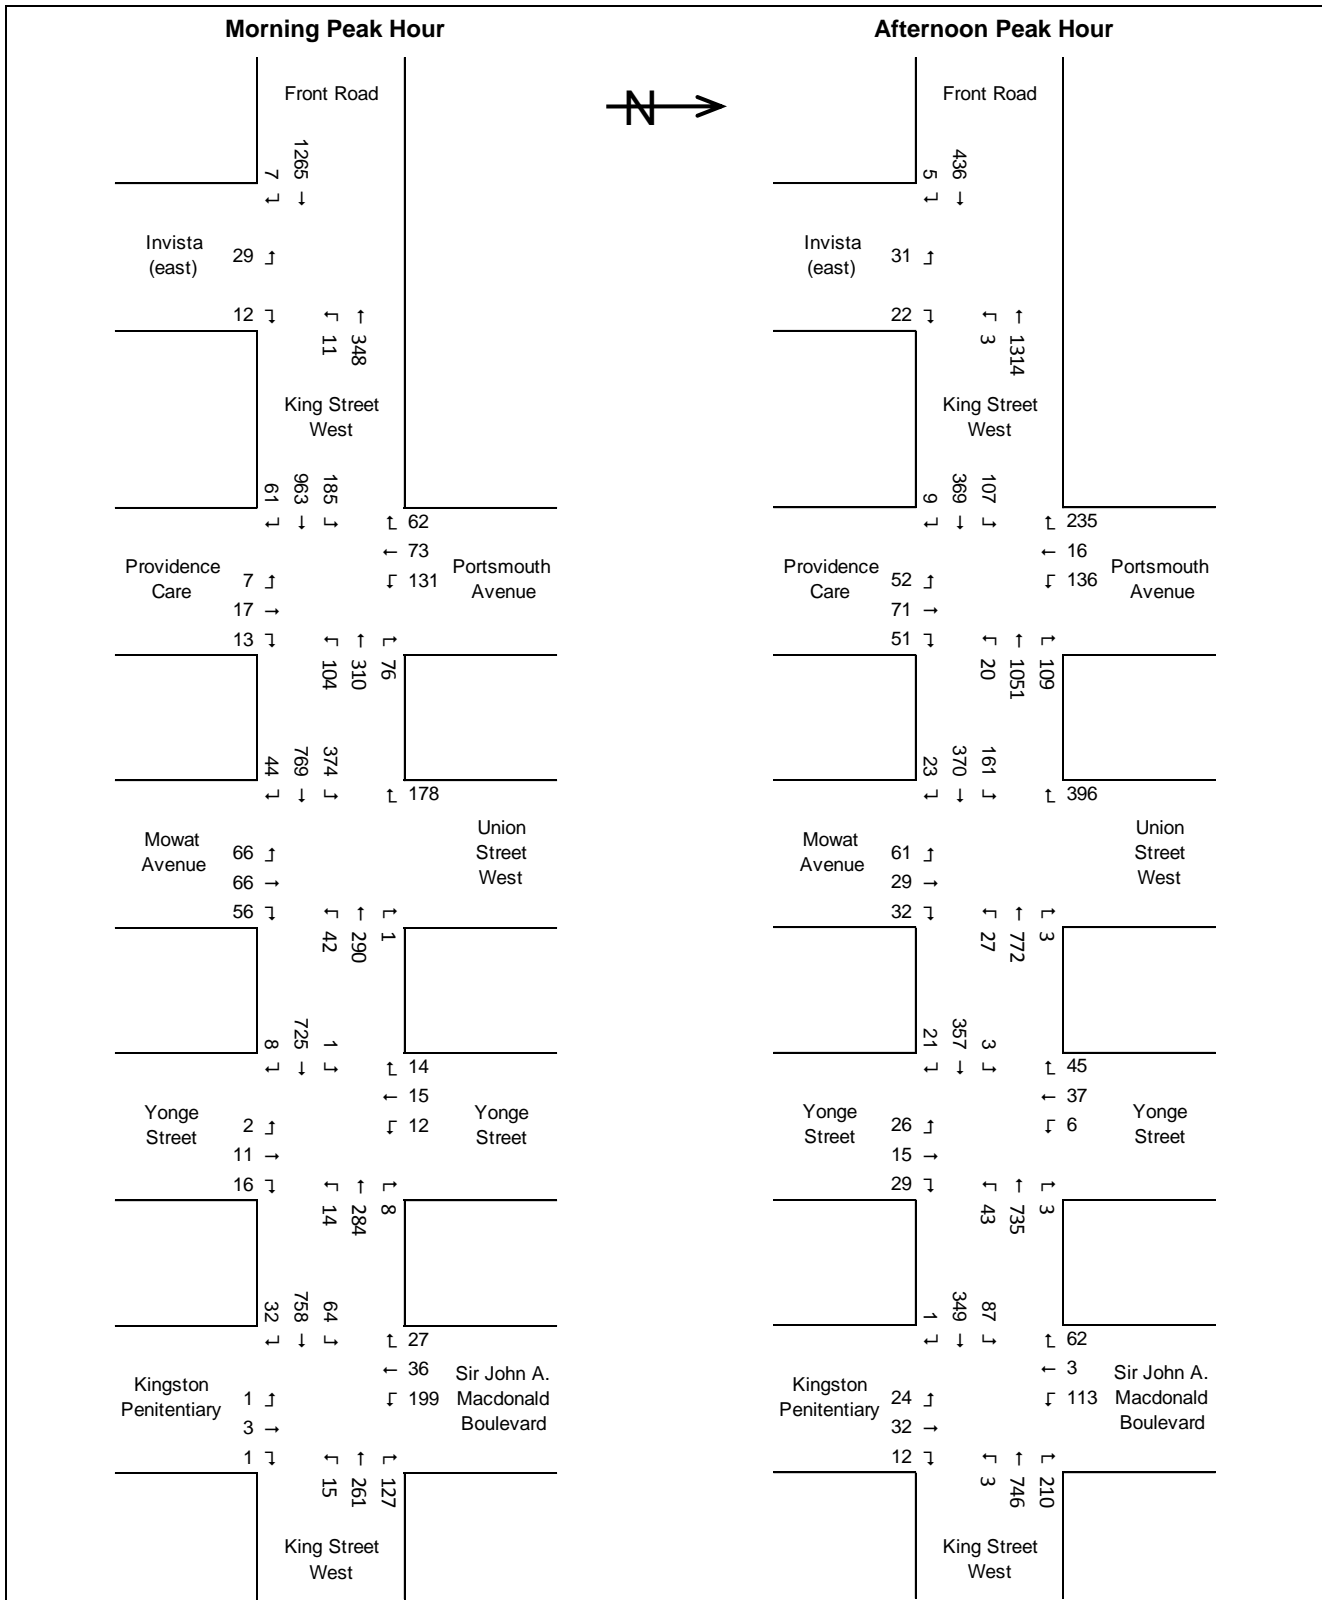 Morning Peak Hour
Front Road
7 1265
Invista
(east)
29
12
11 348
King Street
West
61 963 185
62
73
131
Providence
Care
Portsmouth
Avenue
7
17
13
104 310 76
44 769 374
178
Mowat
Avenue
Union
Street
West
66
66
56
42 290 1
8 725 1
14
15
12
Yonge
Street
Yonge
Street
2
11
16
14 284 8
32 758 64
27
36
199
Kingston
Penitentiary
Sir John A.
Macdonald
Boulevard
1
3
1
15 261 127
King Street
West
N
Afternoon Peak Hour
Front Road
5 436
Invista
(east)
31
22
3 1314
King Street
West
9 369 107
235
16
136
Providence
Care
Portsmouth
Avenue
52
71
51
20 1051 109
23 370 161
396
Mowat
Avenue
Union
Street
West
61
29
32
27 772 3
21 357 3
45
37
6
Yonge
Street
Yonge
Street
26
15
29
43 735 3
1 349 87
62
3
113
Kingston
Penitentiary
Sir John A.
Macdonald
Boulevard
24
32
12
3 746 210
King Street
West